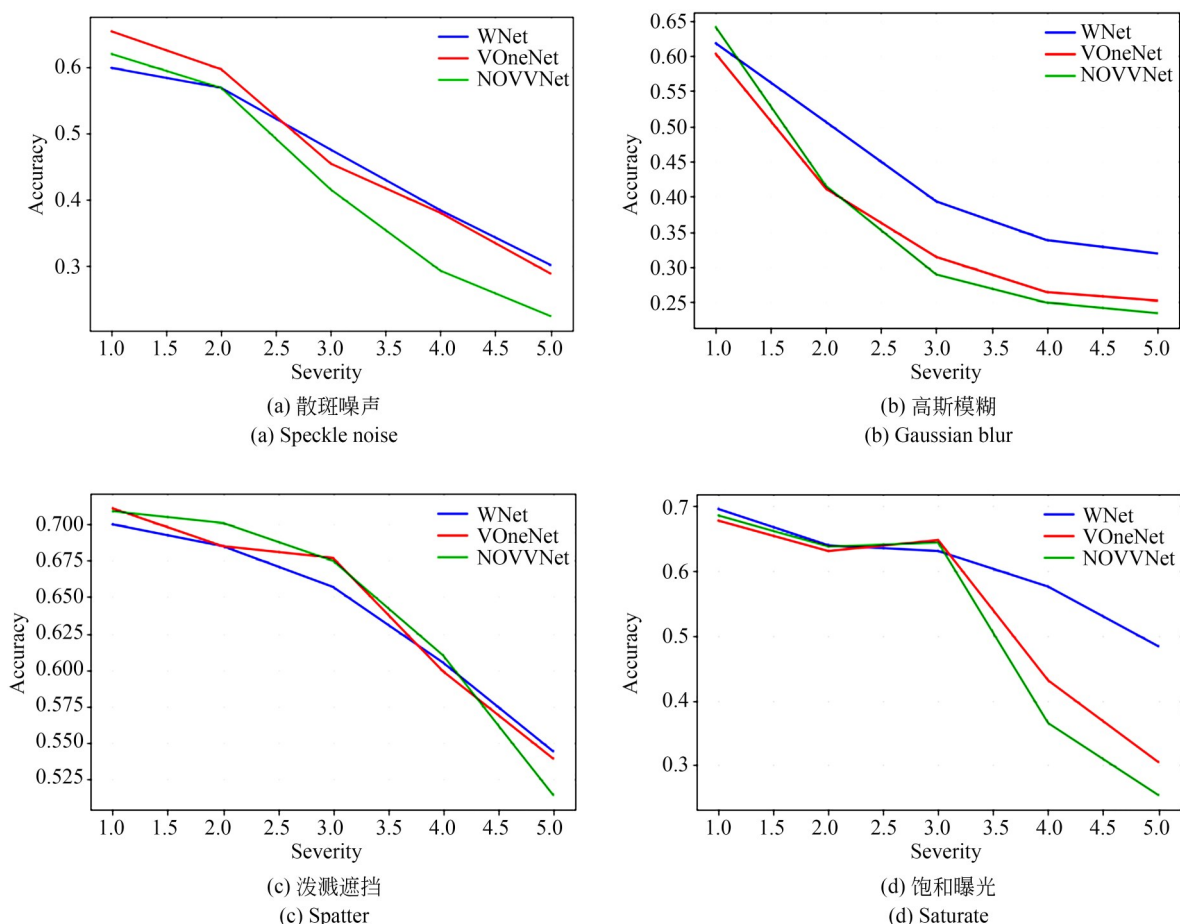 WNet
VOneNet
NOVVNet
0.6
0.5
0.4
0.3
Accuracy
1.0 1.5 2.0 2.5 3.0 3.5 4.0 4.5 5.0
Severity
(a) 散斑噪声
(a) Speckle noise
WNet
VOneNet
NOVVNet
0.65
0.60
0.55
0.50
0.45
0.40
0.35
0.30
0.25
Accuracy
1.0 1.5 2.0 2.5 3.0 3.5 4.0 4.5 5.0
Severity
(b) 高斯模糊
(b) Gaussian blur
WNet
VOneNet
NOVVNet
0.700
0.675
0.650
0.625
0.600
0.575
0.550
0.525
Accuracy
1.0 1.5 2.0 2.5 3.0 3.5 4.0 4.5 5.0
Severity
(c) 泼溅遮挡
(c) Spatter
WNet
VOneNet
NOVVNet
0.7
0.6
0.5
0.4
0.3
Accuracy
1.0 1.5 2.0 2.5 3.0 3.5 4.0 4.5 5.0
Severity
(d) 饱和曝光
(d) Saturate